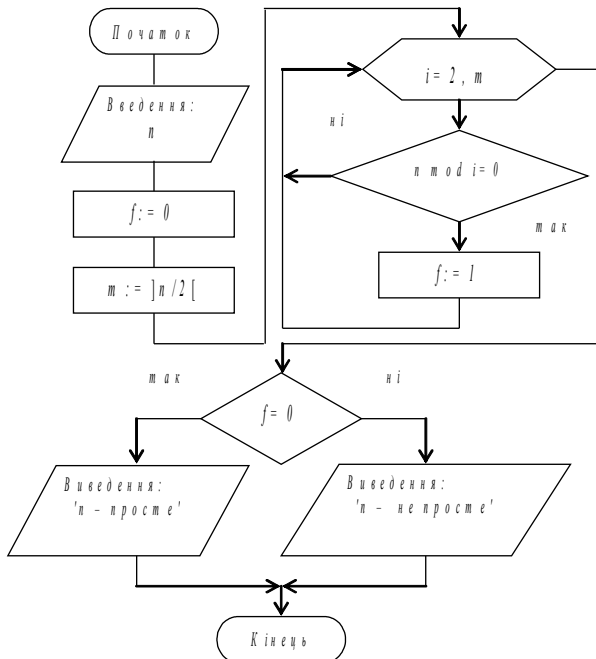 Початок
Введення:
n
f:= 0
m := ]n/2[
i= 2 , m
ні
n mod i= 0
так
f:= 1
так
ні
f= 0
Виведення:
'n – просте'
Виведення:
'n – не просте'
Кінець